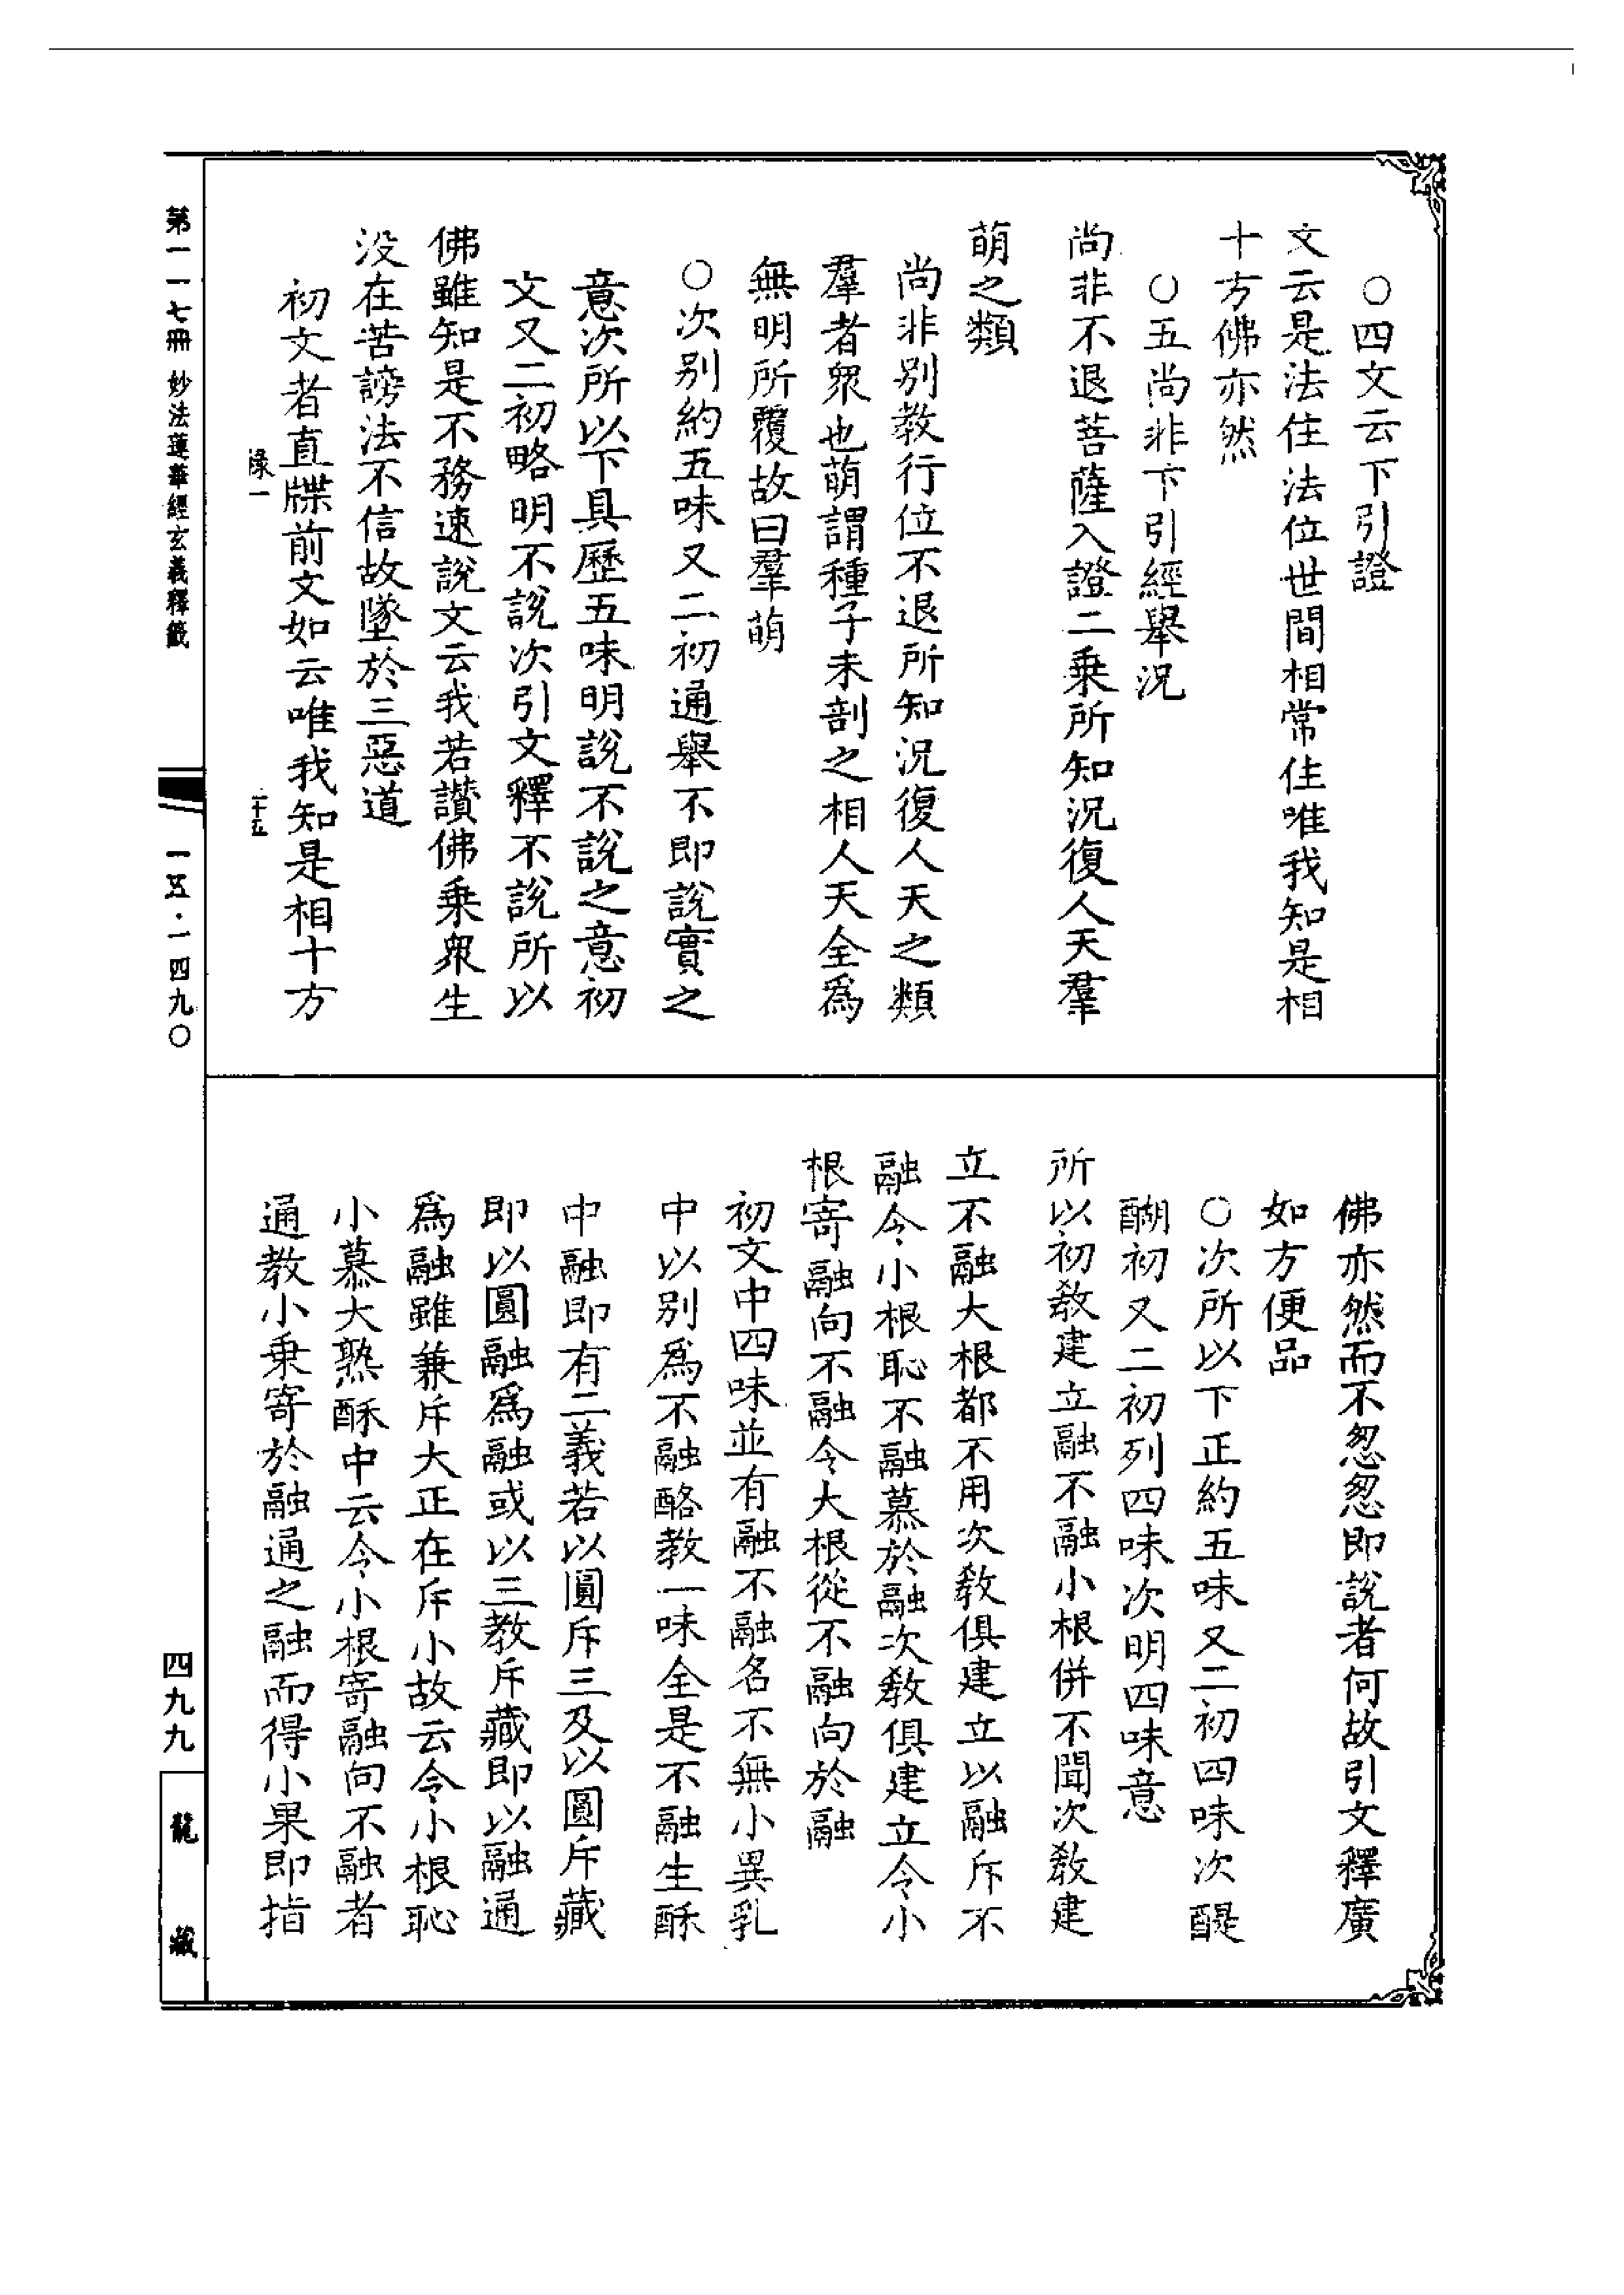 ○四文云下引證
文云是法住法位世間相常住唯我知是相
十方佛亦然
○五尚非下引經舉況
尚非不退菩薩入證二乘所知況復人天羣
萌之類
尚非別教行位不退所知況復人天之類
羣者眾也萌謂種子未剖之相人天全爲
無明所覆故曰羣萌
○次別約五味又二初通舉不即說實之
意次所以下具歷五味明說不說之意初
文又二初略明不說次引文釋不說所以
佛雖知是不務速說文云我若讚佛乘眾生
没在苦謗法不信故墜於三惡道
初文者直牒前文如云唯我知是相十方
佛亦然而不怱怱即說者何故引文釋廣
如方便品
○次所以下正約五味又二初四味次醍
醐初又二初列四味次明四味意
所以初教建立融不融小根併不聞次教建
立不融大根都不用次教俱建立以融斥不
融令小根恥不融慕於融次教俱建立令小
根寄融向不融令大根從不融向於融
初文中四味並有融不融名不無小異乳
中以別爲不融酪教一味全是不融生酥
中融即有二義若以圓斥三及以圓斥藏
即以圓融爲融或以三教斥藏即以融通
爲融雖兼斥大正在斥小故云令小根恥
小慕大熟酥中云令小根寄融向不融者
通教小乘寄於融通之融而得小果即指
第一一七冊 妙法蓮華經玄義釋籤
一五·一四九〇
四九九
龍藏